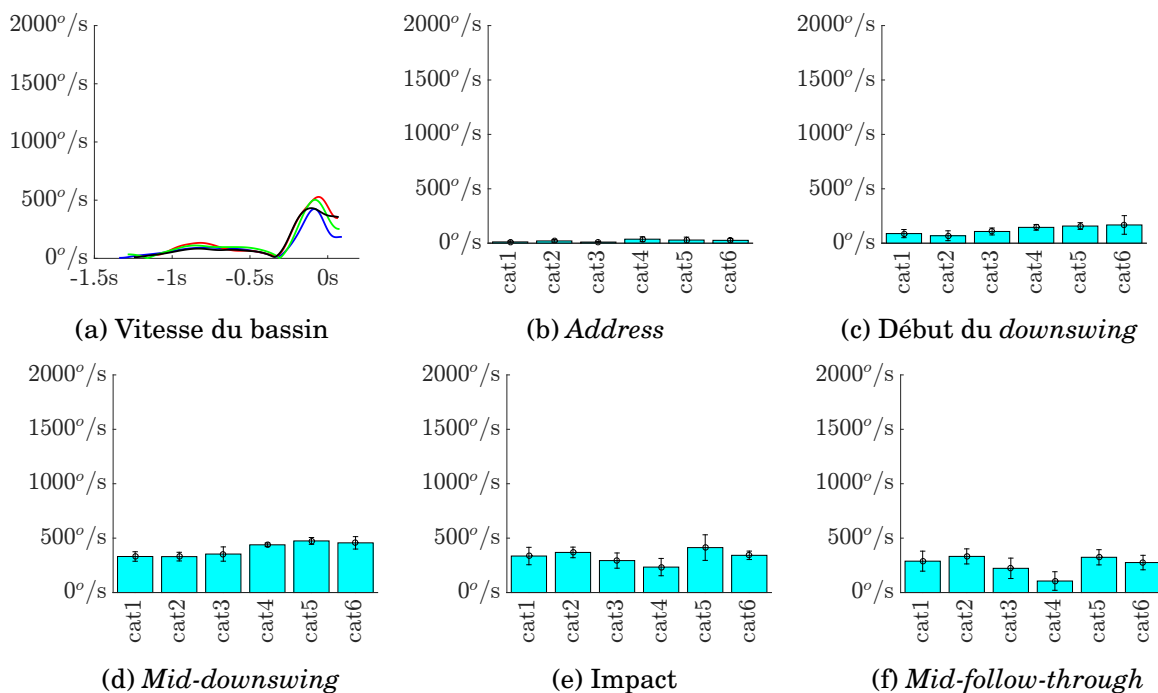 2000°/s
1500°/s
1000°/s
500°/s
0°/s
-1.5s -1s -0.5s 0s
(a) Vitesse du bassin
2000°/s
1500°/s
1000°/s
500°/s
0°/s
cat1 cat2 cat3 cat4 cat5 cat6
(b) Address
2000°/s
1500°/s
1000°/s
500°/s
0°/s
cat1 cat2 cat3 cat4 cat5 cat6
(c) Début du downswing
2000°/s
1500°/s
1000°/s
500°/s
0°/s
cat1 cat2 cat3 cat4 cat5 cat6
(d) Mid-downswing
2000°/s
1500°/s
1000°/s
500°/s
0°/s
cat1 cat2 cat3 cat4 cat5 cat6
(e) Impact
2000°/s
1500°/s
1000°/s
500°/s
0°/s
cat1 cat2 cat3 cat4 cat5 cat6
(f) Mid-follow-through